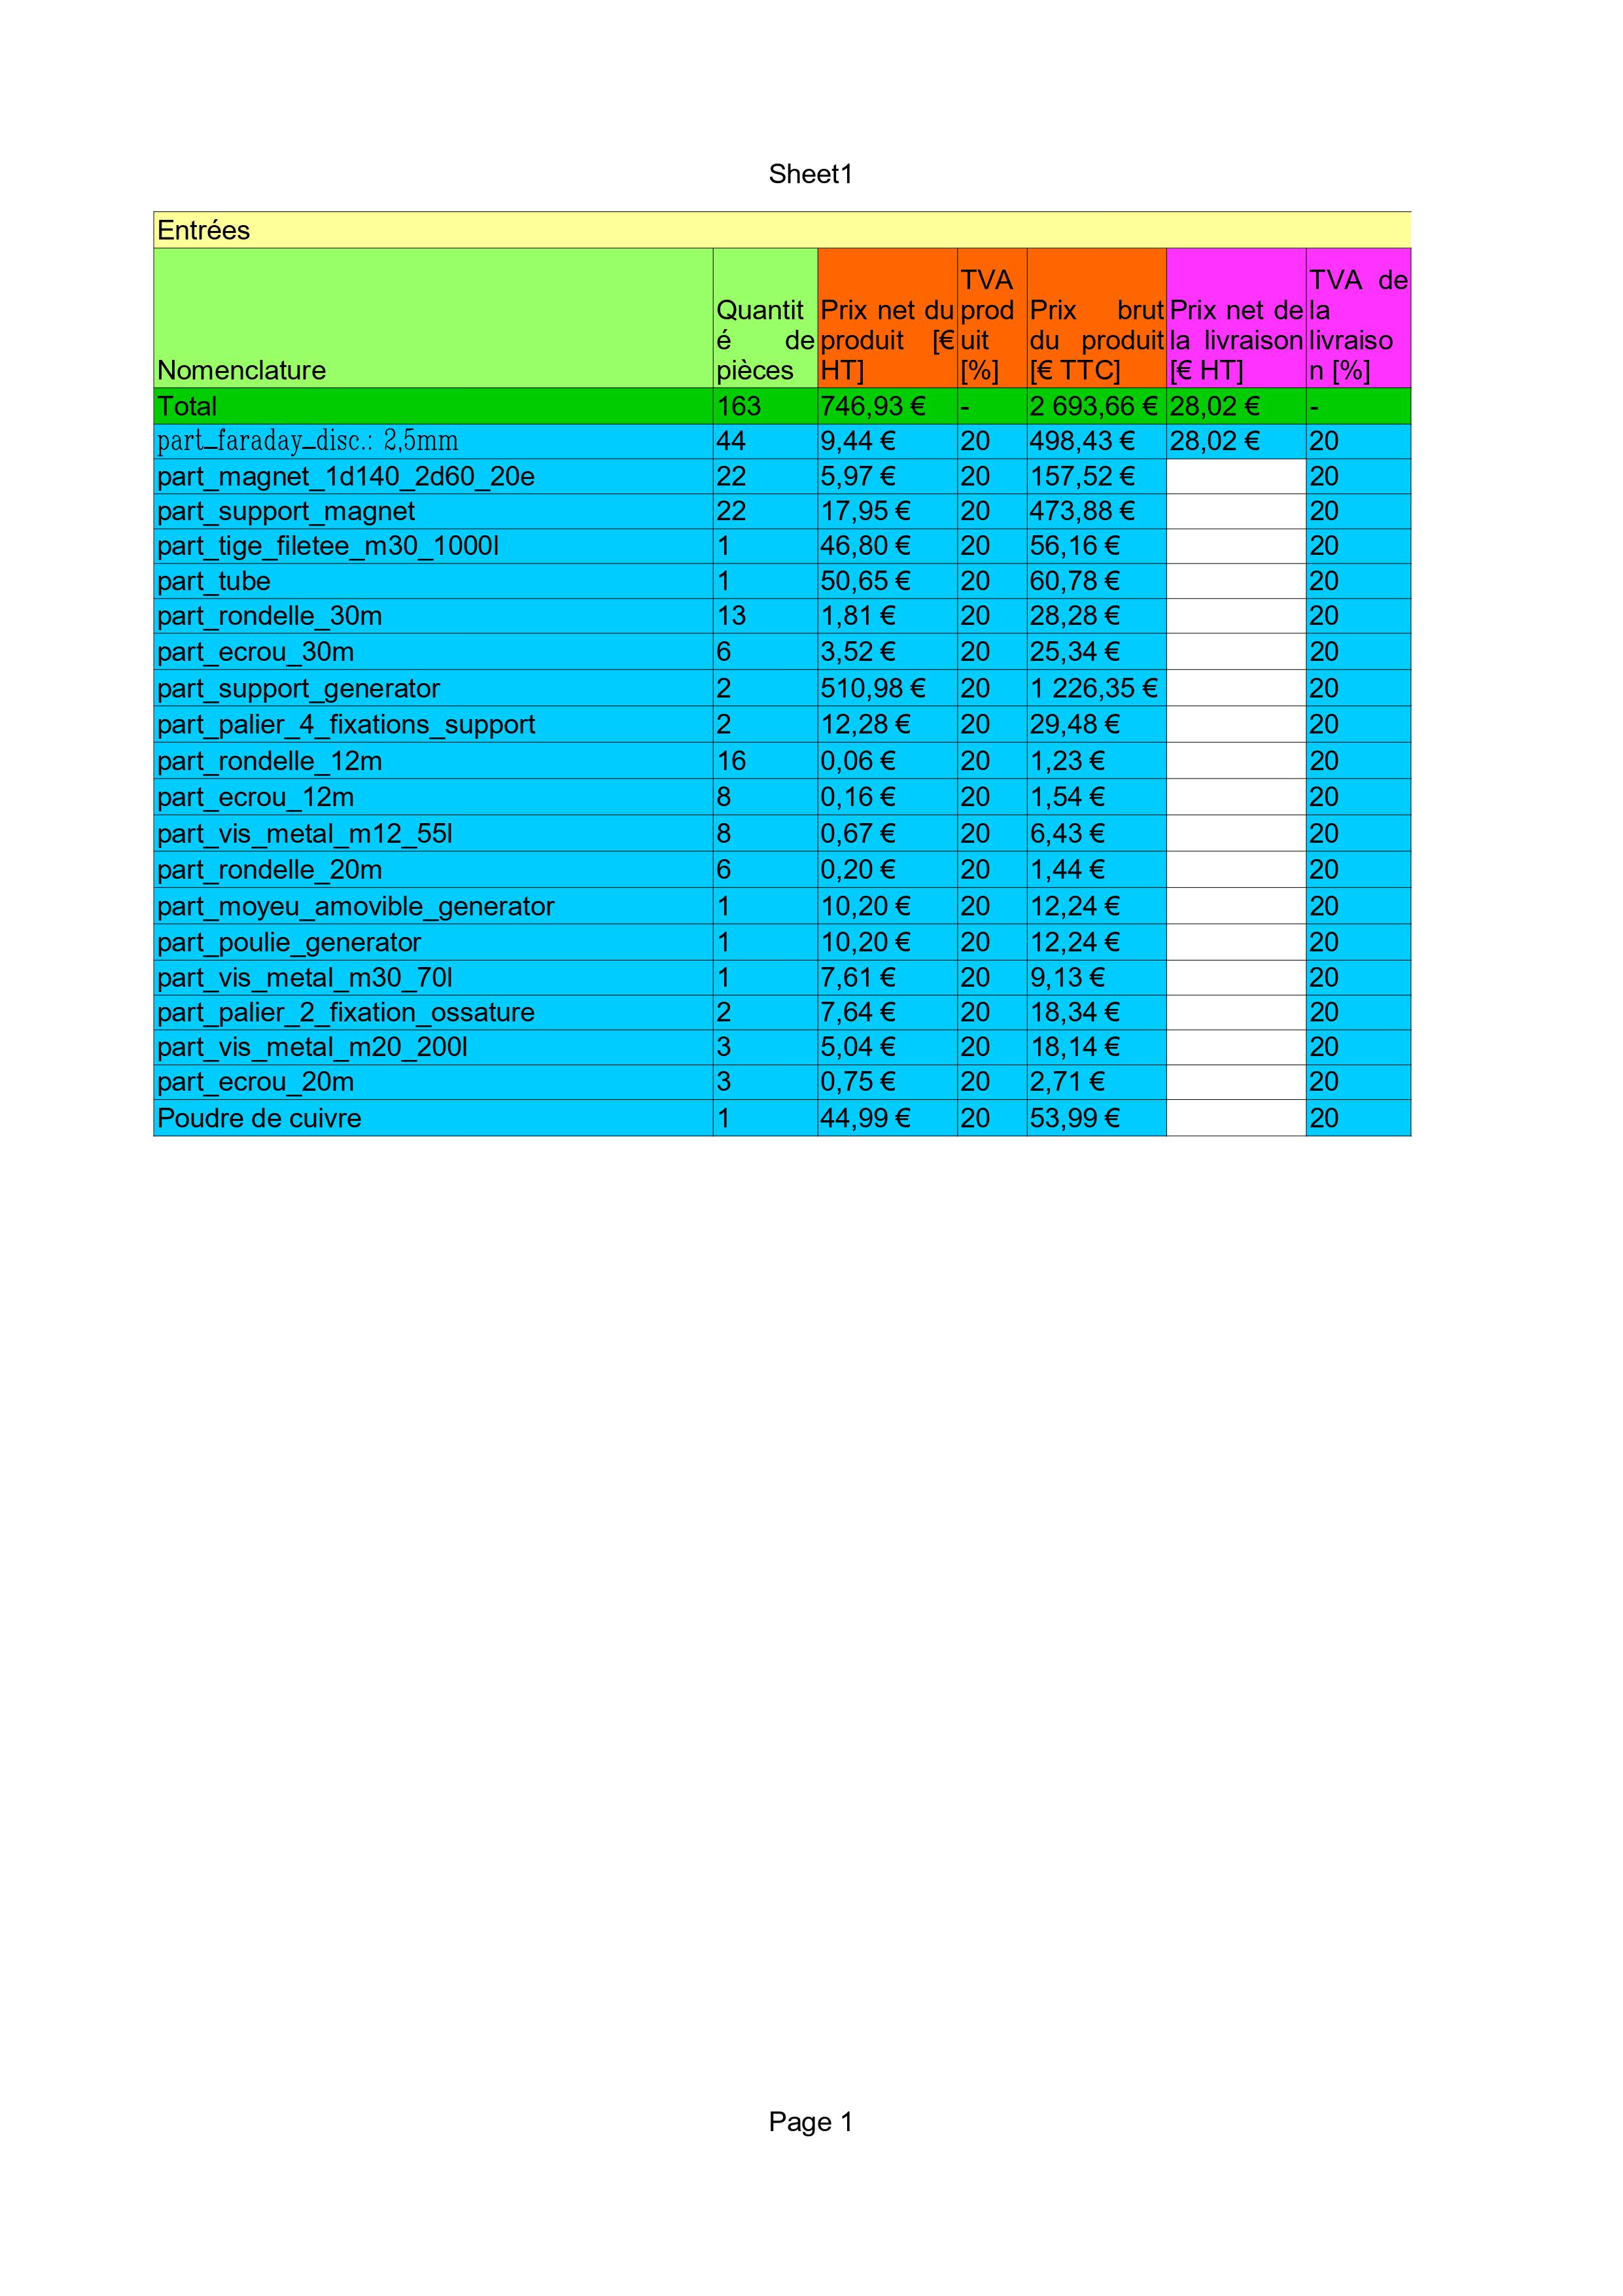 Sheet1
Entrées
Nomenclature Quantité de pièces Prix net du produit [€ HT] TVA produit [%] Prix brut du produit [€ TTC] Prix net de la livraison [€ HT] TVA de la livraison [%]
Total 163 746,93 € - 2 693,66 € 28,02 € -
part_faraday_disc.: 2,5mm 44 9,44 € 20 498,43 € 28,02 € 20
part_magnet_1d140_2d60_20e 22 5,97 € 20 157,52 € 20
part_support_magnet 22 17,95 € 20 473,88 € 20
part_tige_filetee_m30_1000l 1 46,80 € 20 56,16 € 20
part_tube 1 50,65 € 20 60,78 € 20
part_rondelle_30m 13 1,81 € 20 28,28 € 20
part_ecrou_30m 6 3,52 € 20 25,34 € 20
part_support_generator 2 510,98 € 20 1 226,35 € 20
part_palier_4_fixations_support 2 12,28 € 20 29,48 € 20
part_rondelle_12m 16 0,06 € 20 1,23 € 20
part_ecrou_12m 8 0,16 € 20 1,54 € 20
part_vis_metal_m12_55l 8 0,67 € 20 6,43 € 20
part_rondelle_20m 6 0,20 € 20 1,44 € 20
part_moyeu_amovible_generator 1 10,20 € 20 12,24 € 20
part_poulie_generator 1 10,20 € 20 12,24 € 20
part_vis_metal_m30_70l 1 7,61 € 20 9,13 € 20
part_palier_2_fixation_ossature 2 7,64 € 20 18,34 € 20
part_vis_metal_m20_200l 3 5,04 € 20 18,14 € 20
part_ecrou_20m 3 0,75 € 20 2,71 € 20
Poudre de cuivre 1 44,99 € 20 53,99 € 20
Page 1